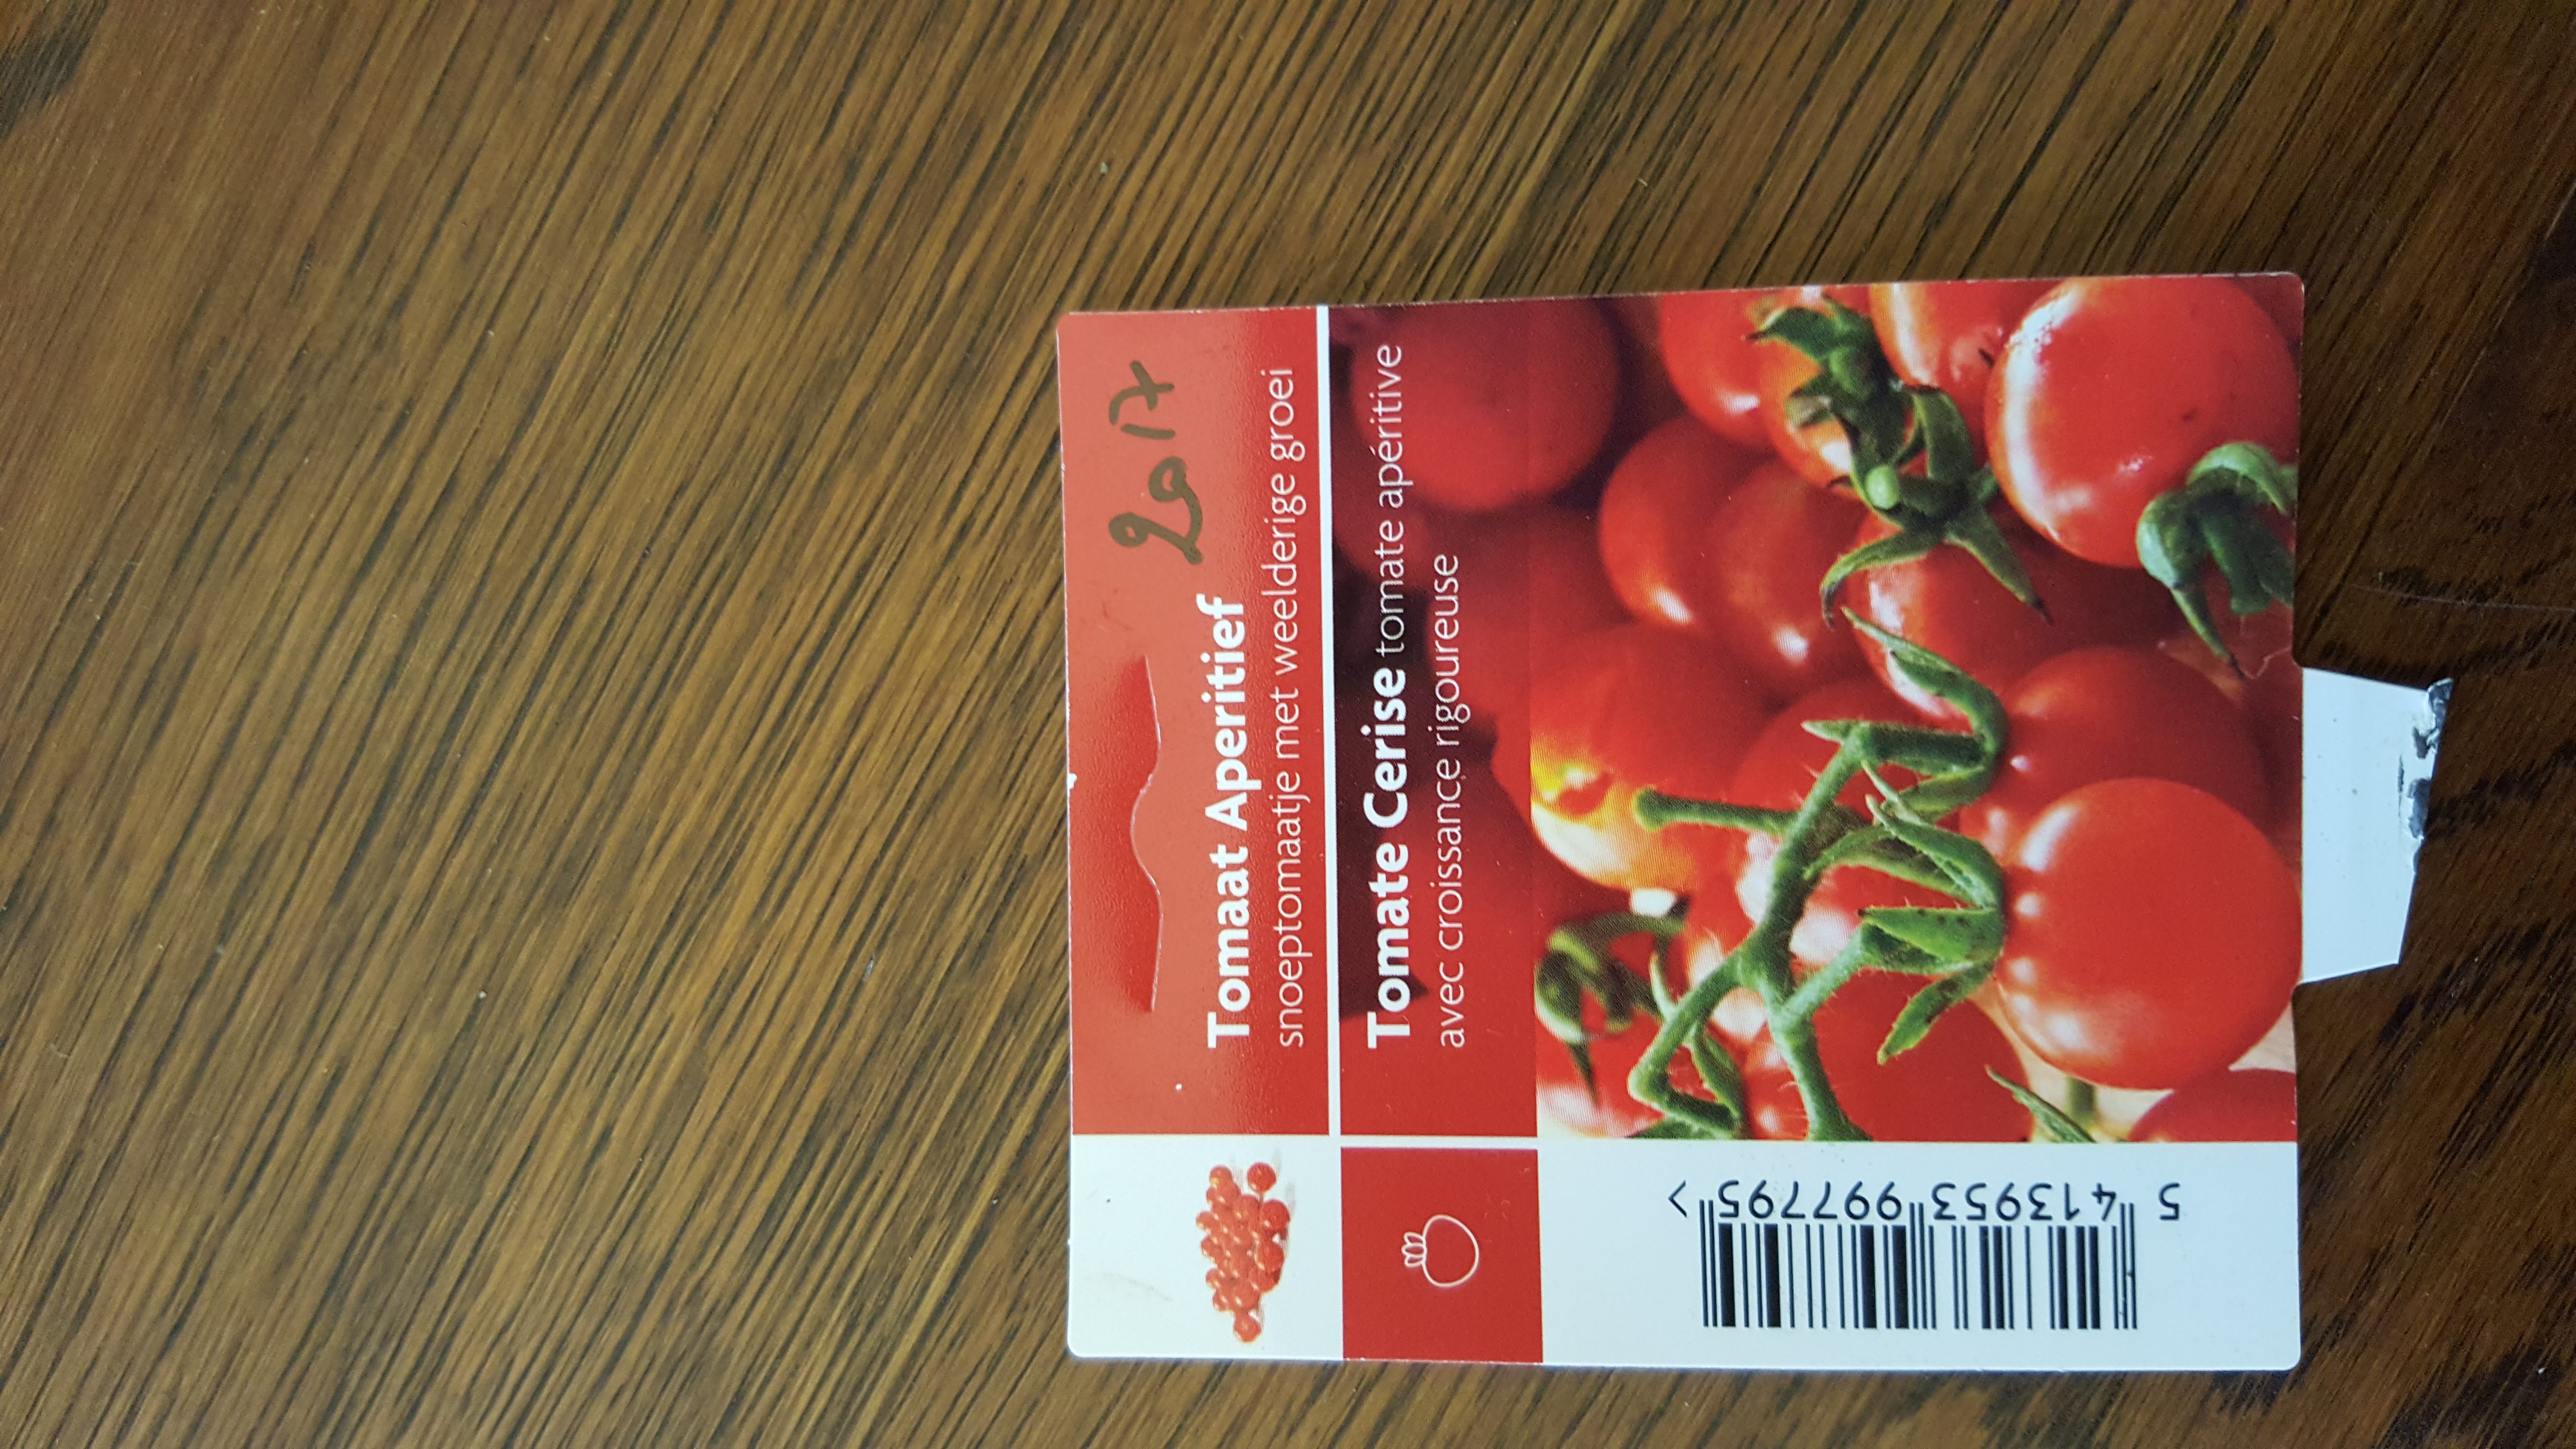 2017
Tomaat Aperitief
snoeptomaatje met weelderige groei
Tomate Cerise tomate apéritive
avec croissance rigoureuse
5 413953 997795 >